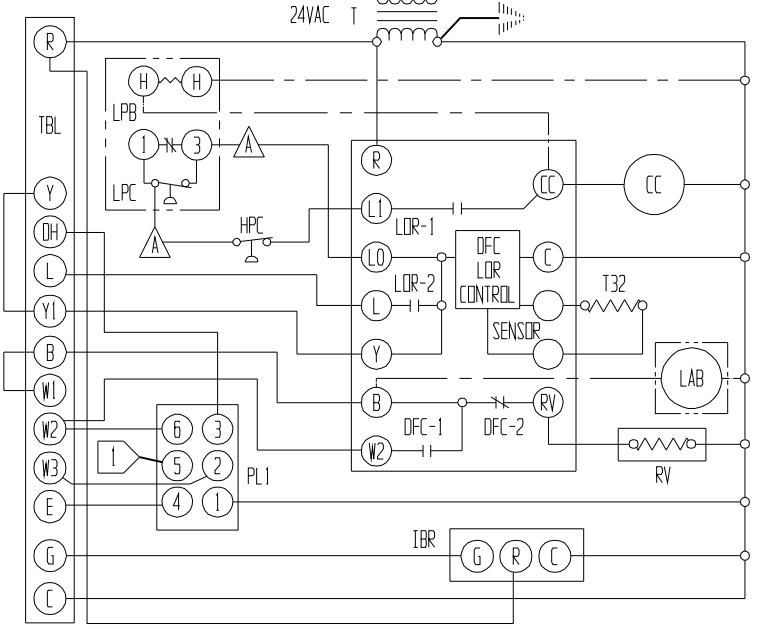 24VAC T
R
H H
LPB
TBL
1 3 A
R
LPC
CC CC
Y
L1
LOR-1
OH
HPC
A
LO
DFC
LOR
CONTROL
C
L
LOR-2
T32
L
Y1
SENSOR
Y
B
LAB
W1
B
RV
DFC-1 DFC-2
W2
6 3
1
W2
5 2
W3
PL1
RV
4 1
E
IBR
G
G R C
C